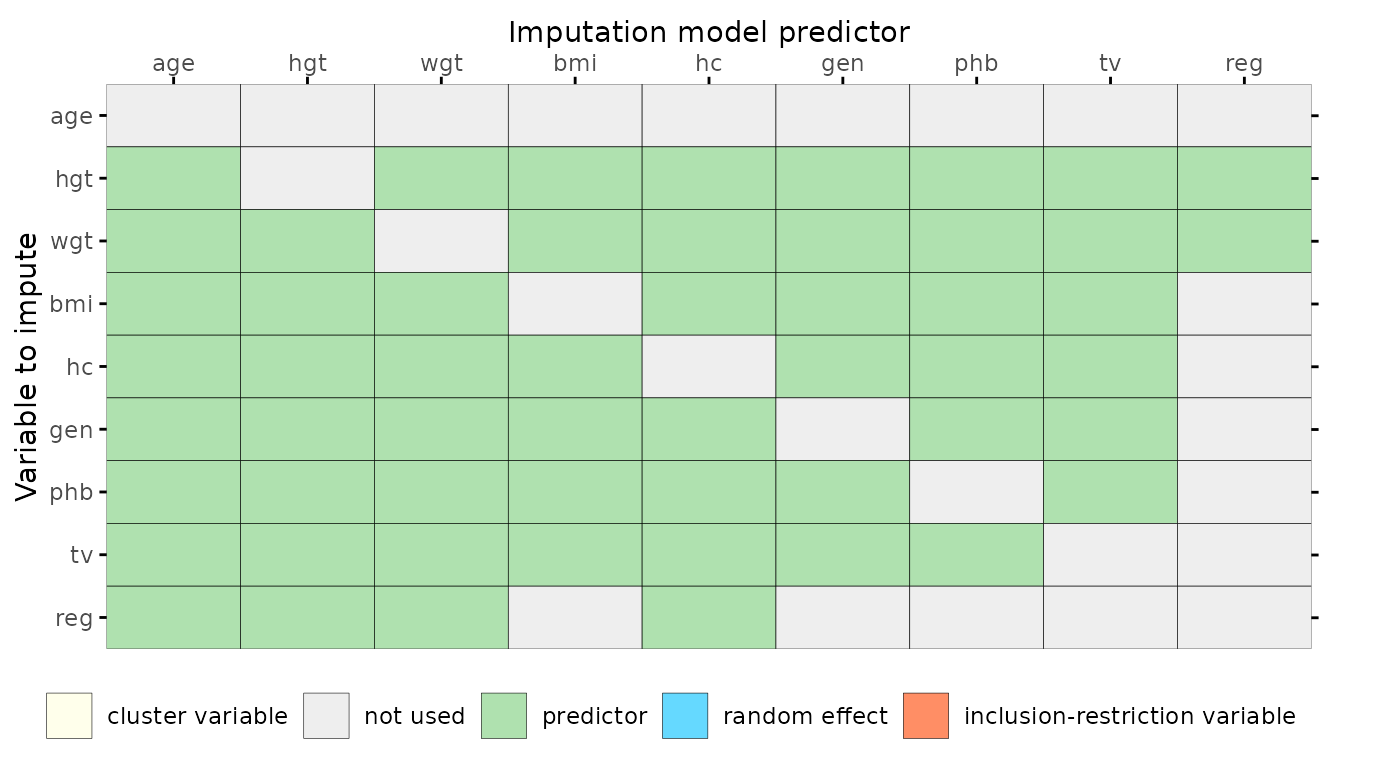 Imputation model predictor
age hgt wgt bmi hc gen phb tv reg
Variable to impute
age
hgt
wgt
bmi
hc
gen
phb
tv
reg
cluster variable not used predictor random effect inclusion-restriction variable